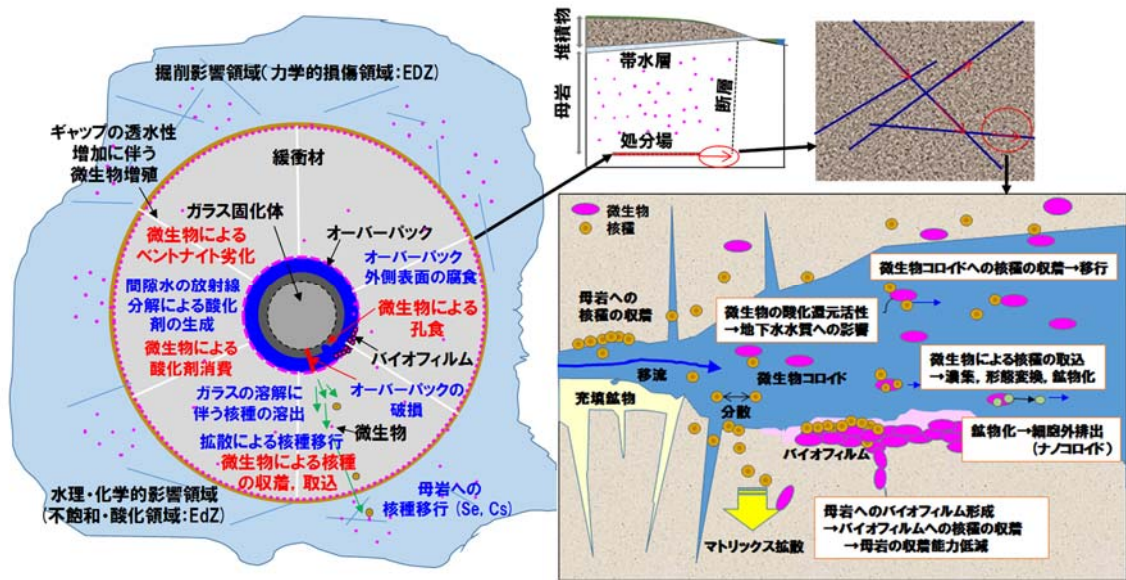 掘削影響領域(力学的損傷領域:EDZ)
ギャップの透水性
増加に伴う
微生物増殖
緩衝材
ガラス固化体
オーバーパック
微生物による
ベントナイト劣化
オーバーパック
外側表面の腐食
間隙水の放射線
分解による酸化
剤の生成
微生物による
孔食
微生物による
酸化剤消費
バイオフィルム
ガラスの溶解に
伴う核種の溶出
オーバーパックの
破損
微生物
拡散による核種移行
微生物による核種
の収着,取込
水理・化学的影響領域
(不飽和・酸化領域:EdZ)
母岩への
核種移行(Se, Cs)
堆積物
母岩
帯水層
断層
処分場
微生物
核種
微生物コロイドへの核種の収着→移行
母岩への
核種の収着
微生物の酸化還元活性
→地下水水質への影響
移流
微生物コロイド
微生物による核種の取込
→濃集,形態変換,鉱物化
充填鉱物
分散
鉱物化→細胞外排出
(ナノコロイド)
バイオフィルム
母岩へのバイオフィルム形成
→バイオフィルムへの核種の収着
→母岩の収着能力低減
マトリックス拡散